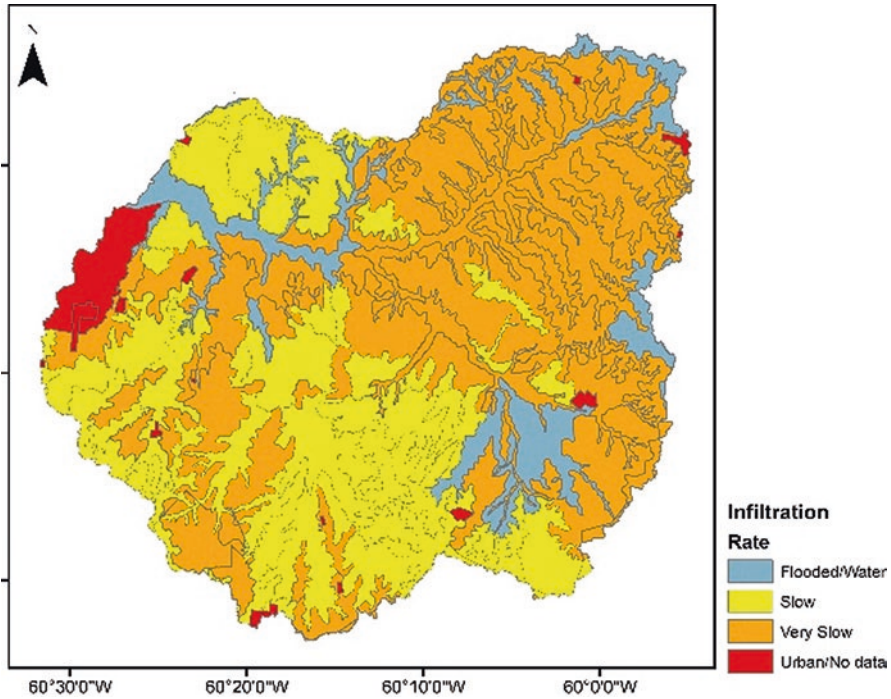 Infiltration
Rate
Flooded/Water
Slow
Very Slow
Urban/No data
60°30'0"W 60°20'0"W 60°10'0"W 60°0'0"W